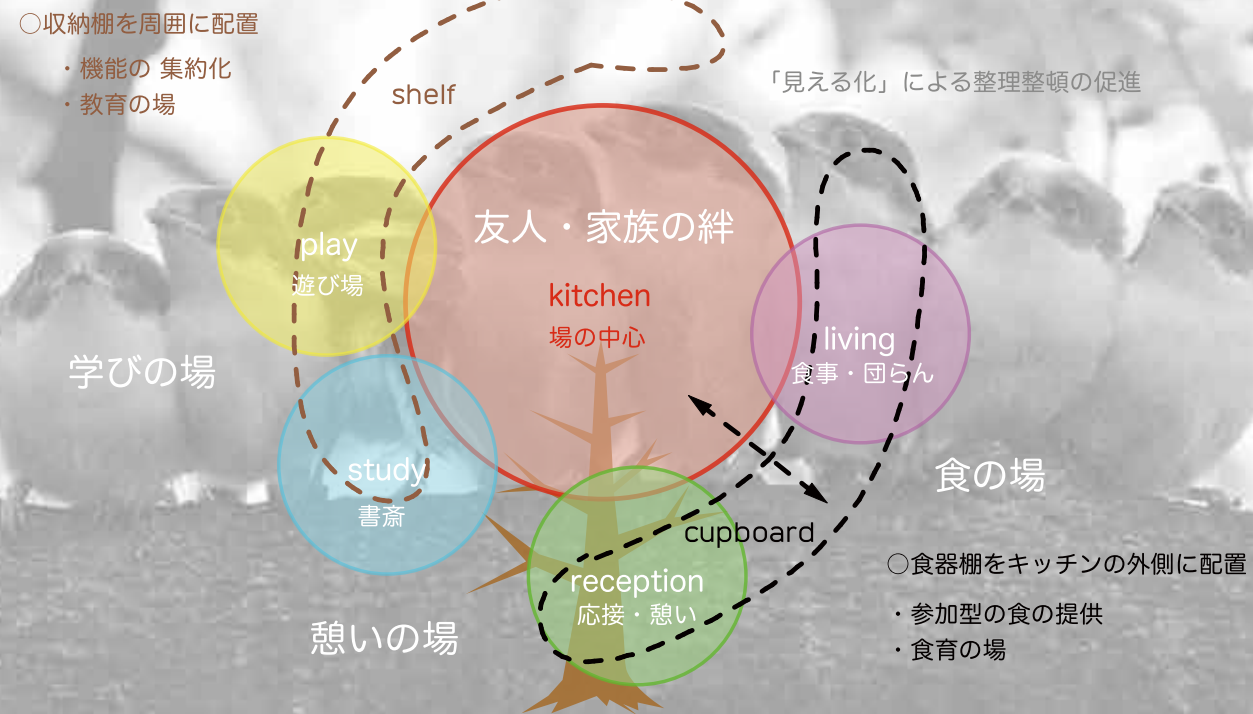 ○収納棚を周囲に配置
・機能の 集約化
・教育の場
shelf
「見える化」による整理整頓の促進
友人・家族の絆
play
遊び場
kitchen
場の中心
living
食事・団らん
学びの場
study
書斎
食の場
cupboard
○食器棚をキッチンの外側に配置
・参加型の食の提供
・食育の場
reception
応接・憩い
憩いの場